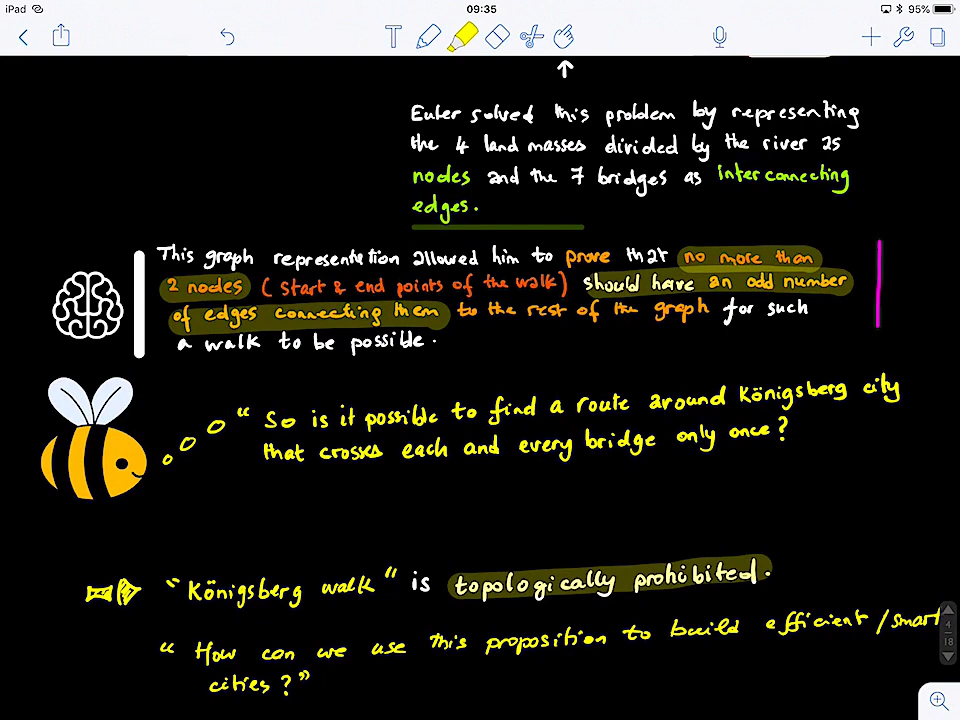 iPad
09:35
95%
Euler solved this problem by representing
the 4 land masses divided by the river as
nodes and the 7 bridges as interconnecting
edges.
This graph representation allowed him to prove that no more than
2 nodes (start & end points of the walk) should have an odd number
of edges connecting them to the rest of the graph for such
a walk to be possible.
" So is it possible to find a route around Königsberg city
that crosses each and every bridge only once?
"Königsberg walk" is topologically prohibited.
" How can we use this proposition to build efficient/smart
cities?"
4
18